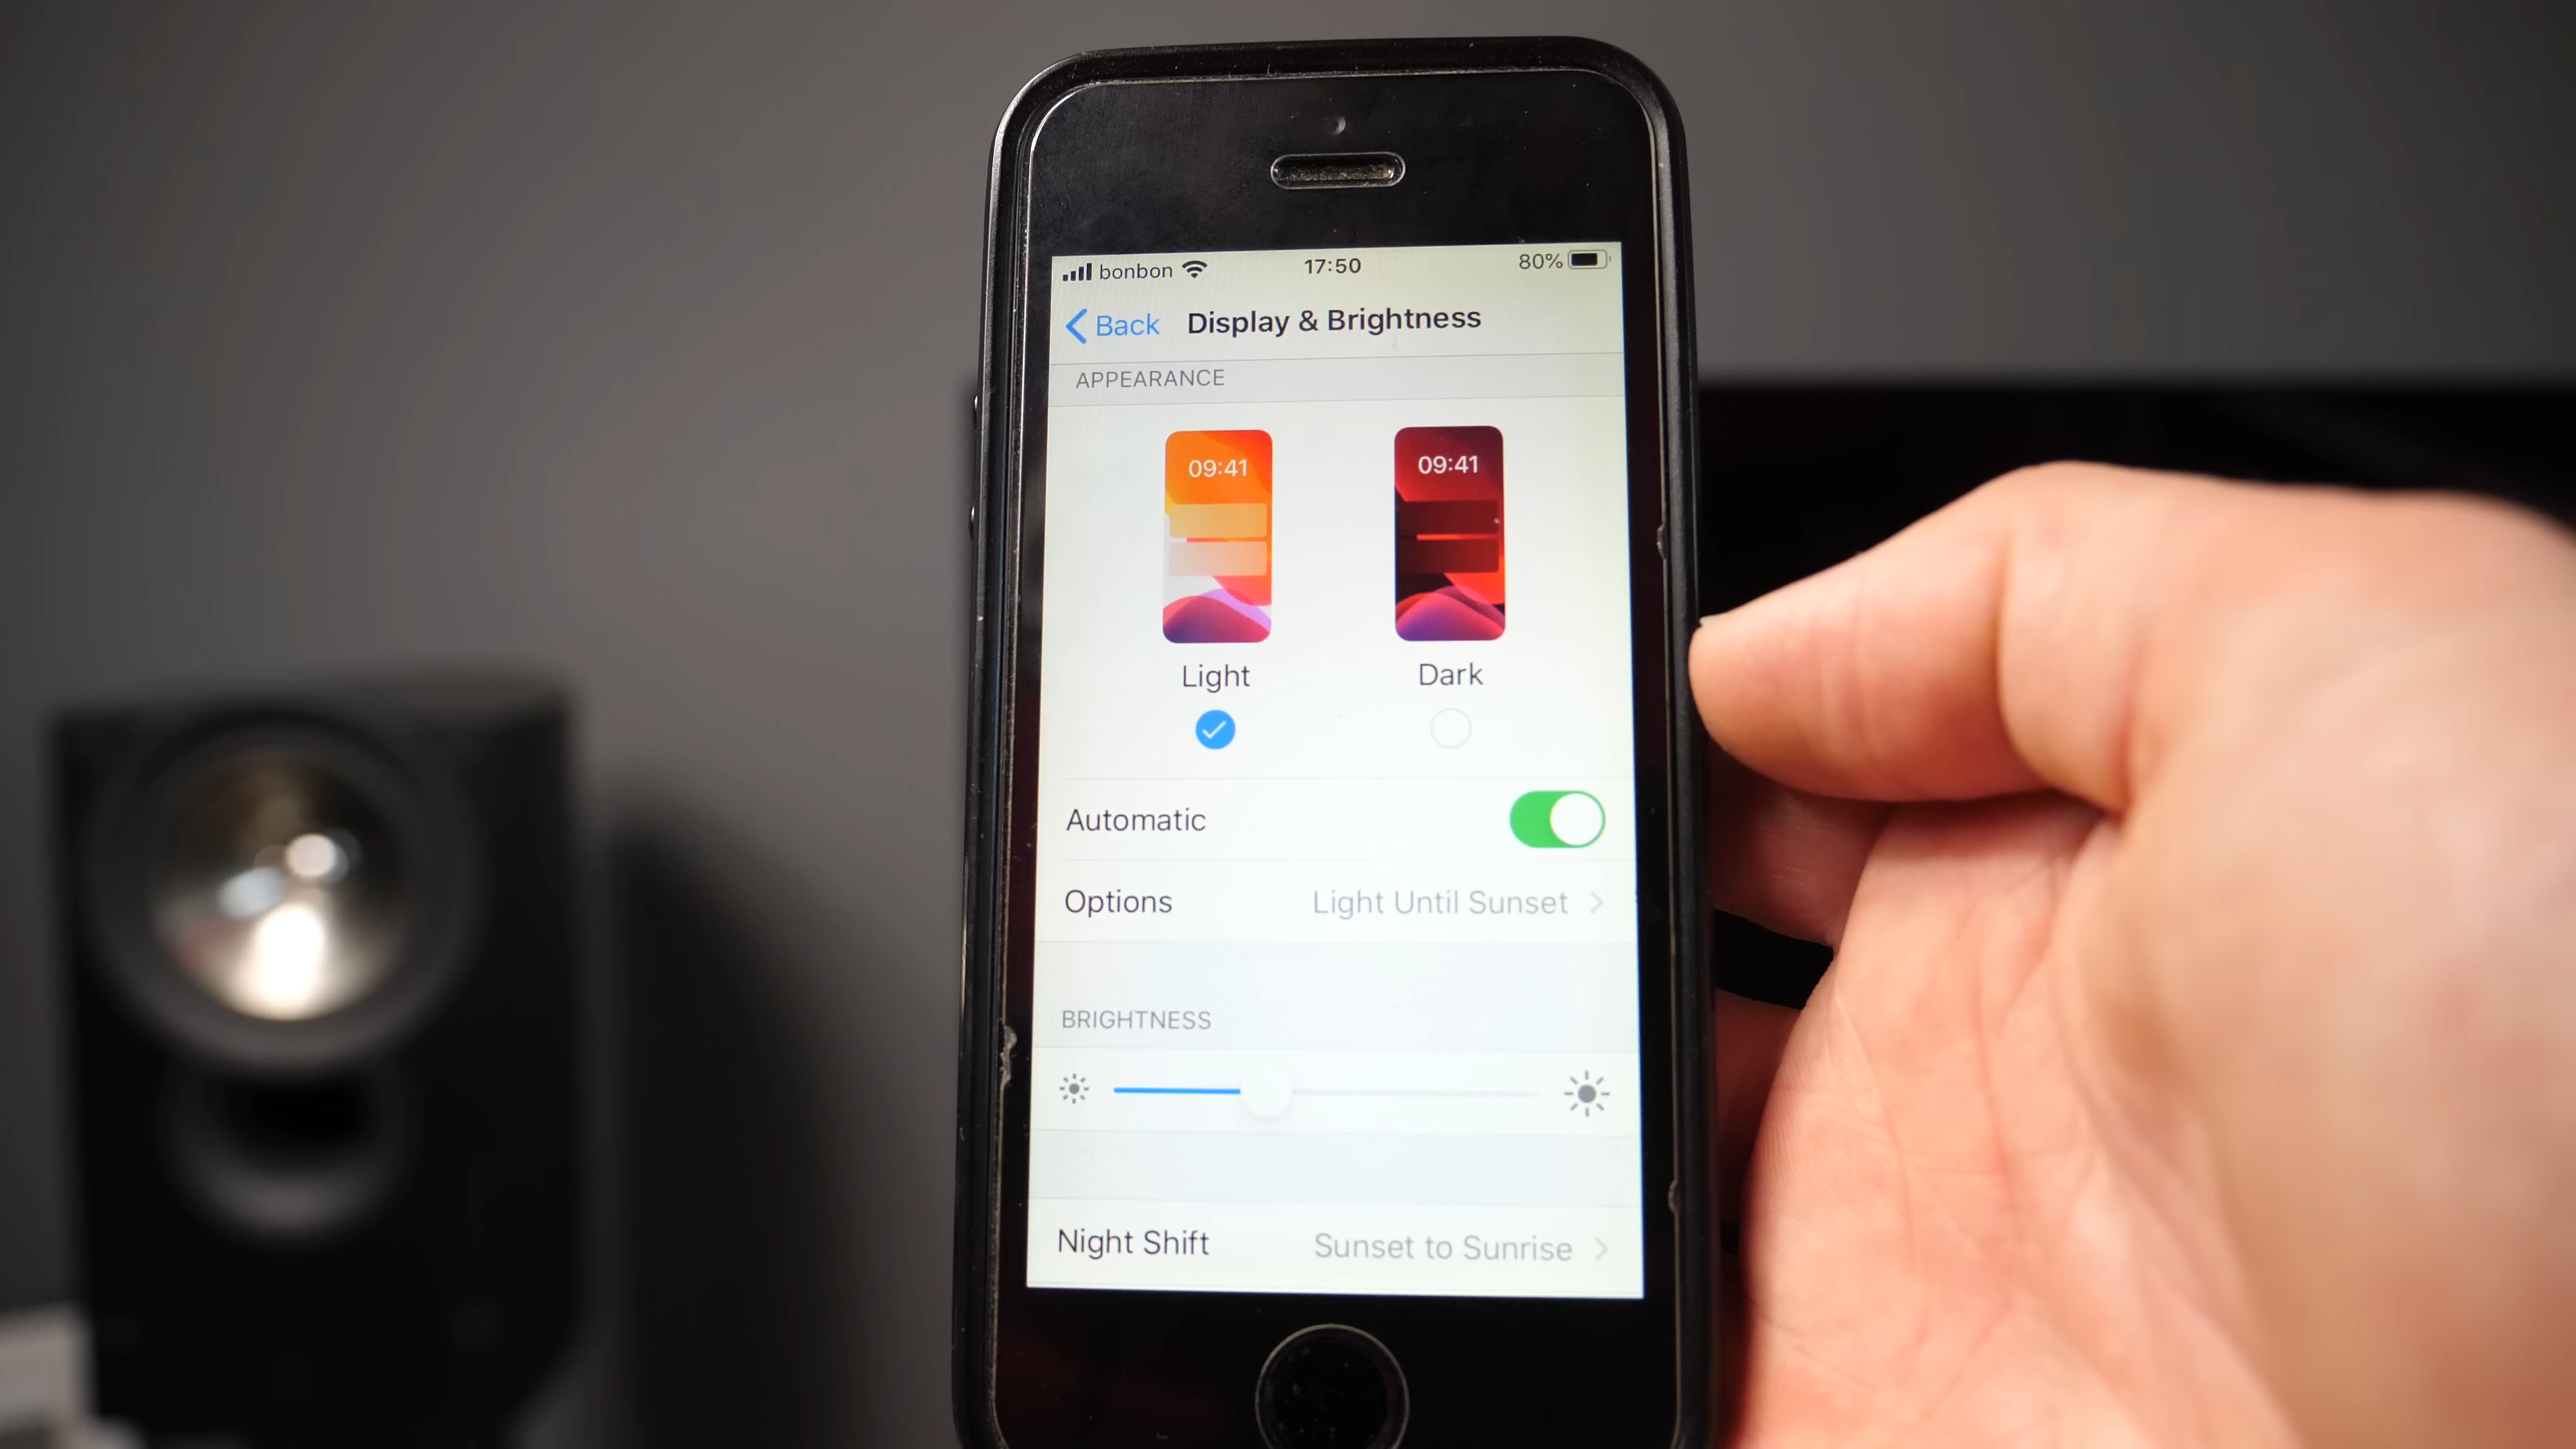 bonbon 17:50 80%
Back Display & Brightness
APPEARANCE
09:41 09:41
Light Dark
Automatic
Options Light Until Sunset
BRIGHTNESS
Night Shift Sunset to Sunrise